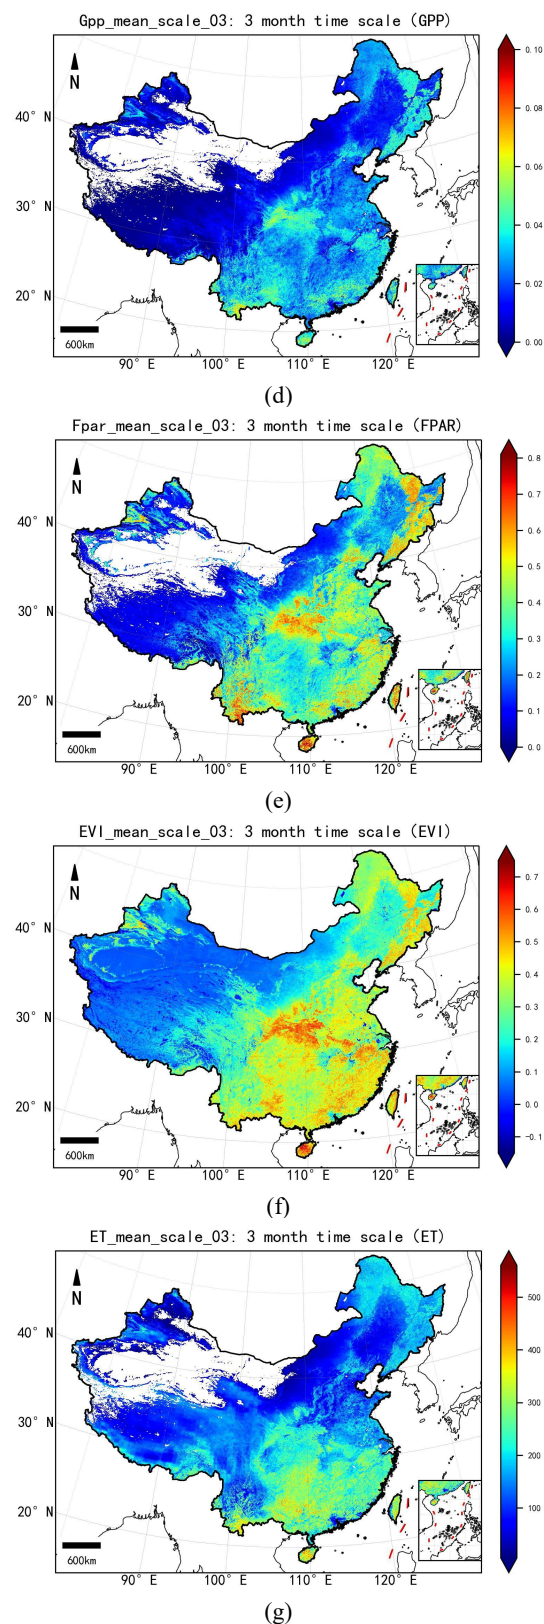 Gpp_mean_scale_03: 3 month time scale (GPP)
N
40° N
30° N
20° N
600km
90° E 100° E 110° E 120° E
0.10
0.08
0.06
0.04
0.02
0.00
(d)
Fpar_mean_scale_03: 3 month time scale (FPAR)
N
40° N
30° N
20° N
600km
90° E 100° E 110° E 120° E
0.8
0.7
0.6
0.5
0.4
0.3
0.2
0.1
0.0
(e)
EVI_mean_scale_03: 3 month time scale (EVI)
N
40° N
30° N
20° N
600km
90° E 100° E 110° E 120° E
0.7
0.6
0.5
0.4
0.3
0.2
0.1
0.0
-0.1
(f)
ET_mean_scale_03: 3 month time scale (ET)
N
40° N
30° N
20° N
600km
90° E 100° E 110° E 120° E
500
400
300
200
100
(g)